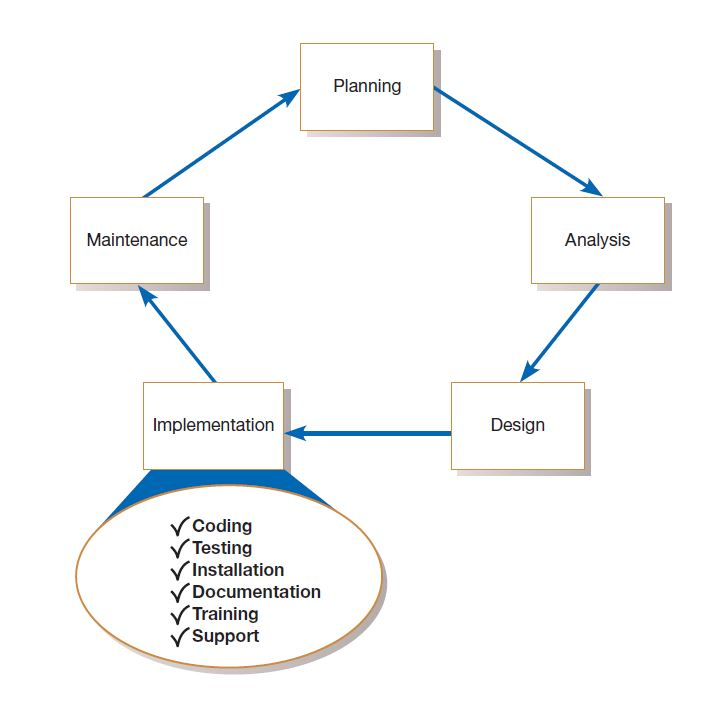 Planning
Maintenance
Analysis
Implementation
Design
Coding
Testing
Installation
Documentation
Training
Support